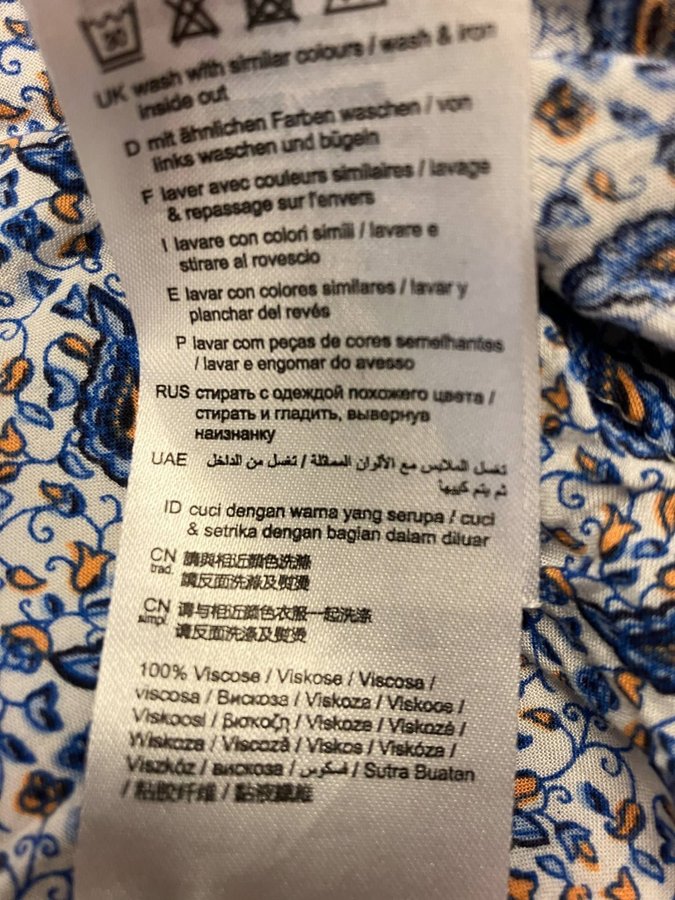 30
UK wash with similar colours / wash & iron
inside out
D mit ähnlichen Farben waschen / von
links waschen und bügeln
F laver avec couleurs similaires / lavage
& repassage sur l'envers
I lavare con colori simili / lavare e
stirare al rovescio
E lavar con colores similares / lavar y
planchar del revés
P lavar com peças de cores semelhantes
/ lavar e engomar do avesso
RUS стирать с одеждой похожего цвета /
стирать и гладить, вывернув
наизнанку
UAE تغسل الملابس مع الألوان المماثلة / تغسل من الداخل
ثم يتم كييها
ID cuci dengan warna yang serupa / cuci
& setrika dengan bagian dalam diluar
CN trad. 請與相近顏色洗滌
請反面洗滌及熨燙
CN simpl. 请与相近颜色衣服一起洗涤
请反面洗涤及熨烫
100% Viscose / Viskose / Viscosa /
viscosa / Вискоза / Viskoza / Viskoos /
Viskoosi / βισκοζη / Viskoze / Viskozė /
Wiskoza / Viscoză / Viskos / Viskóza /
Viszkóz / вискоза / فسكوس / Sutra Buatan
/ 粘胶纤维 / 黏液纖維